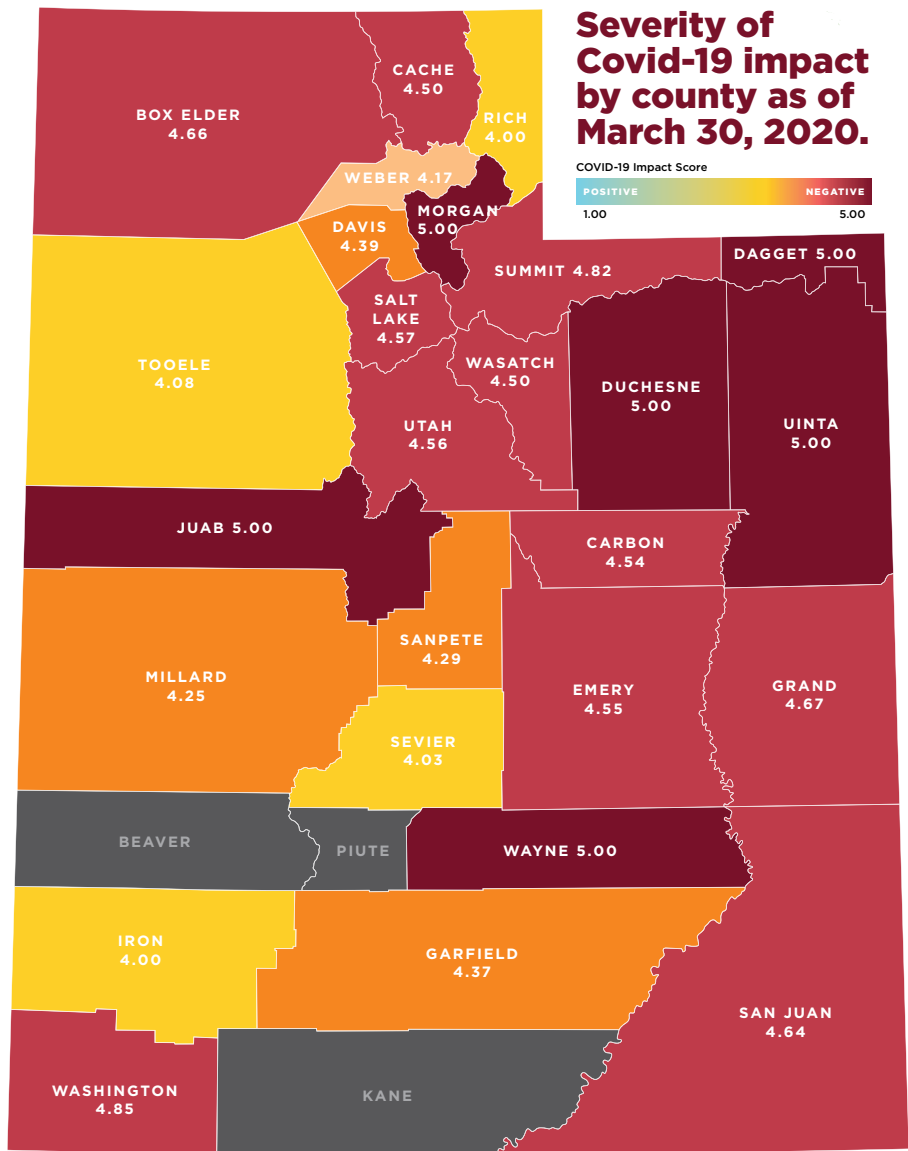 Severity of
Covid-19 impact
by county as of
March 30, 2020.
COVID-19 Impact Score
POSITIVE NEGATIVE
1.00 5.00
CACHE
4.50
BOX ELDER
4.66
RICH
4.00
WEBER 4.17
MORGAN
5.00
DAVIS
4.39
DAGGET 5.00
SUMMIT 4.82
SALT
LAKE
4.57
TOOELE
4.08
WASATCH
4.50
DUCHESNE
5.00
UINTA
5.00
UTAH
4.56
JUAB 5.00
CARBON
4.54
SANPETE
4.29
MILLARD
4.25
EMERY
4.55
GRAND
4.67
SEVIER
4.03
BEAVER
PIUTE
WAYNE 5.00
IRON
4.00
GARFIELD
4.37
SAN JUAN
4.64
WASHINGTON
4.85
KANE